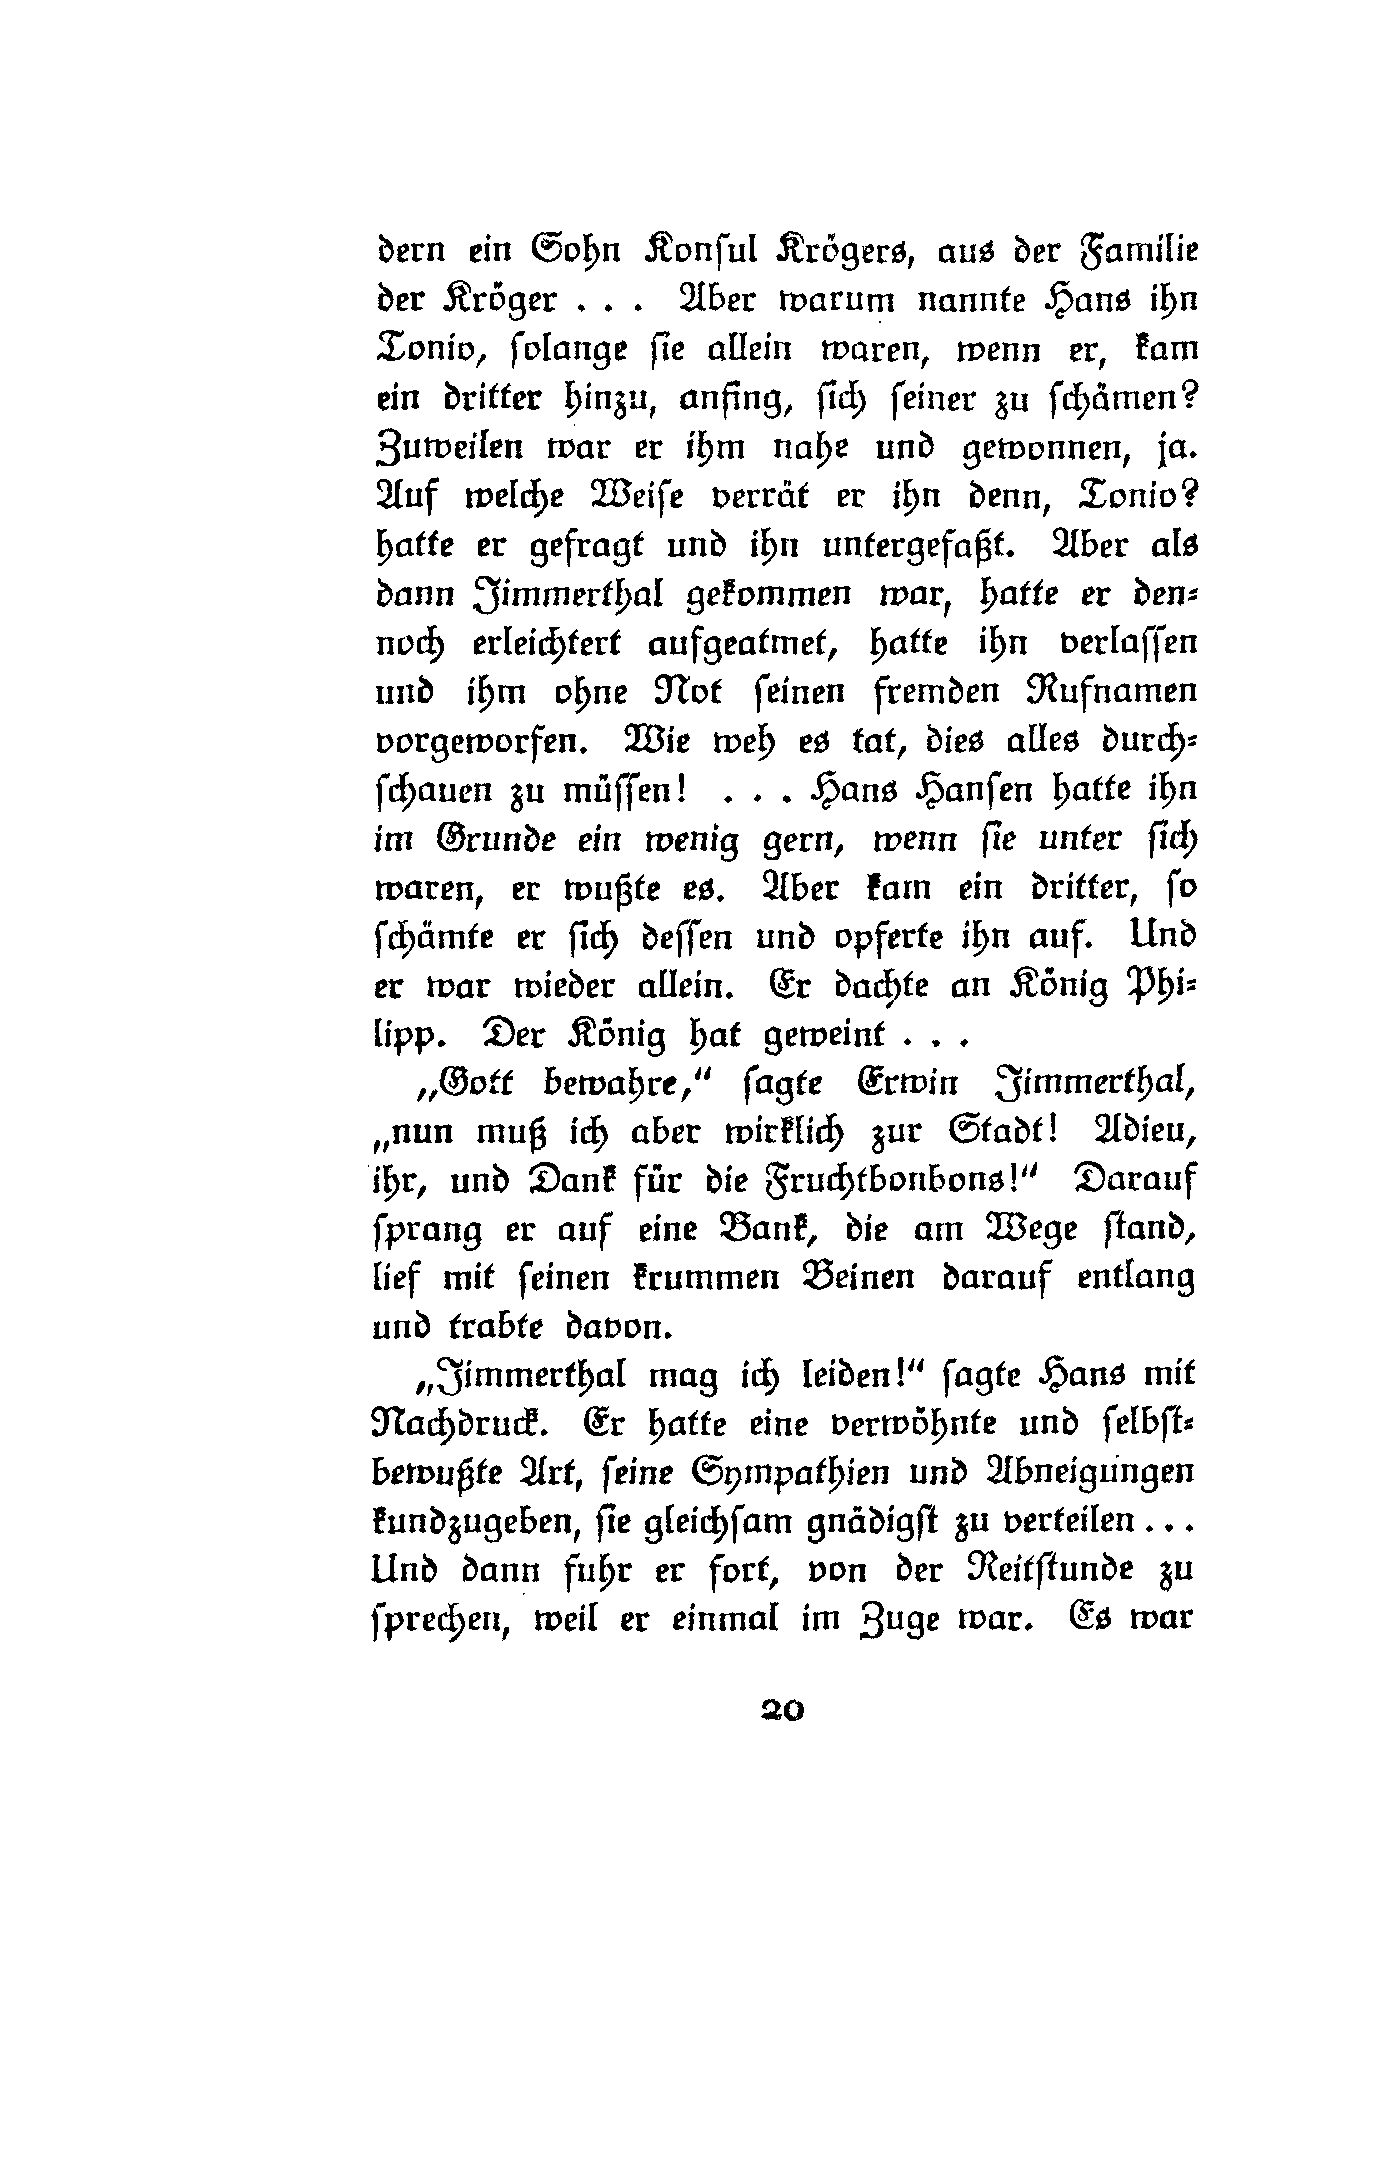 dern ein Sohn Konsul Krögers, aus der Familie
der Kröger . . . Aber warum nannte Hans ihn
Tonio, solange sie allein waren, wenn er, kam
ein dritter hinzu, anfing, sich seiner zu schämen?
Zuweilen war er ihm nahe und gewonnen, ja.
Auf welche Weise verrät er ihn denn, Tonio?
hatte er gefragt und ihn untergefaßt. Aber als
dann Jimmerthal gekommen war, hatte er den-
noch erleichtert aufgeatmet, hatte ihn verlassen
und ihm ohne Not seinen fremden Rufnamen
vorgeworfen. Wie weh es tat, dies alles durch-
schauen zu müssen! . . . Hans Hansen hatte ihn
im Grunde ein wenig gern, wenn sie unter sich
waren, er wußte es. Aber kam ein dritter, so
schämte er sich dessen und opferte ihn auf. Und
er war wieder allein. Er dachte an König Phi-
lipp. Der König hat geweint . . .
„Gott bewahre,“ sagte Erwin Jimmerthal,
„nun muß ich aber wirklich zur Stadt! Adieu,
ihr, und Dank für die Fruchtbonbons!“ Darauf
sprang er auf eine Bank, die am Wege stand,
lief mit seinen krummen Beinen darauf entlang
und trabte davon.
„Jimmerthal mag ich leiden!“ sagte Hans mit
Nachdruck. Er hatte eine verwöhnte und selbst-
bewußte Art, seine Sympathien und Abneigungen
kundzugeben, sie gleichsam gnädigst zu verteilen . . .
Und dann fuhr er fort, von der Reitstunde zu
sprechen, weil er einmal im Zuge war. Es war
20